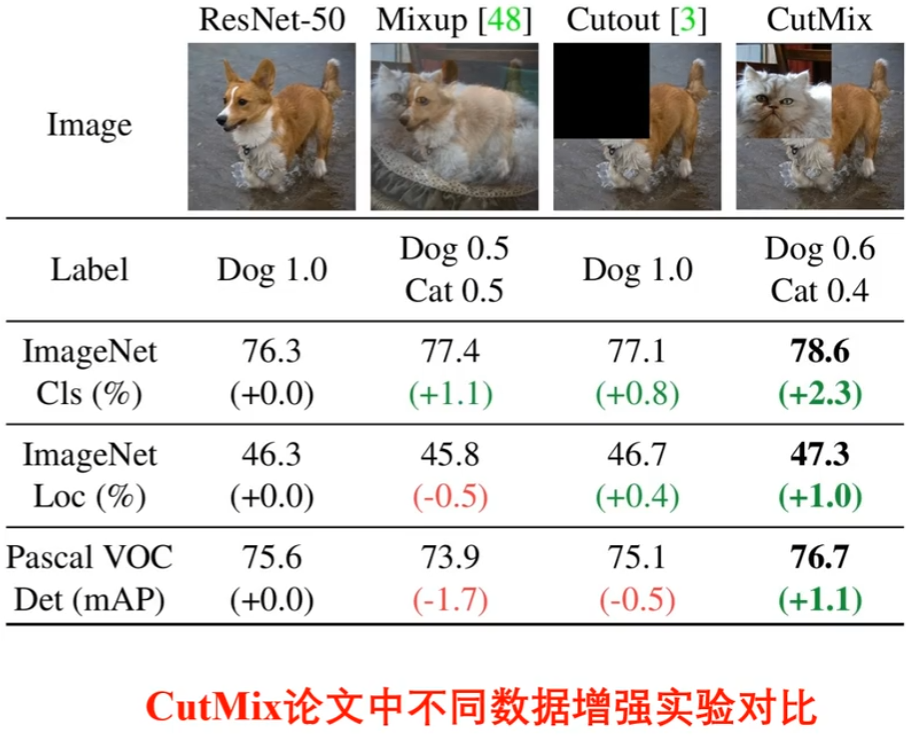 ResNet-50 Mixup [48] Cutout [3] CutMix
Image
Label Dog 1.0 Dog 0.5 Cat 0.5 Dog 1.0 Dog 0.6 Cat 0.4
ImageNet Cls (%) 76.3 (+0.0) 77.4 (+1.1) 77.1 (+0.8) 78.6 (+2.3)
ImageNet Loc (%) 46.3 (+0.0) 45.8 (-0.5) 46.7 (+0.4) 47.3 (+1.0)
Pascal VOC Det (mAP) 75.6 (+0.0) 73.9 (-1.7) 75.1 (-0.5) 76.7 (+1.1)
CutMix论文中不同数据增强实验对比